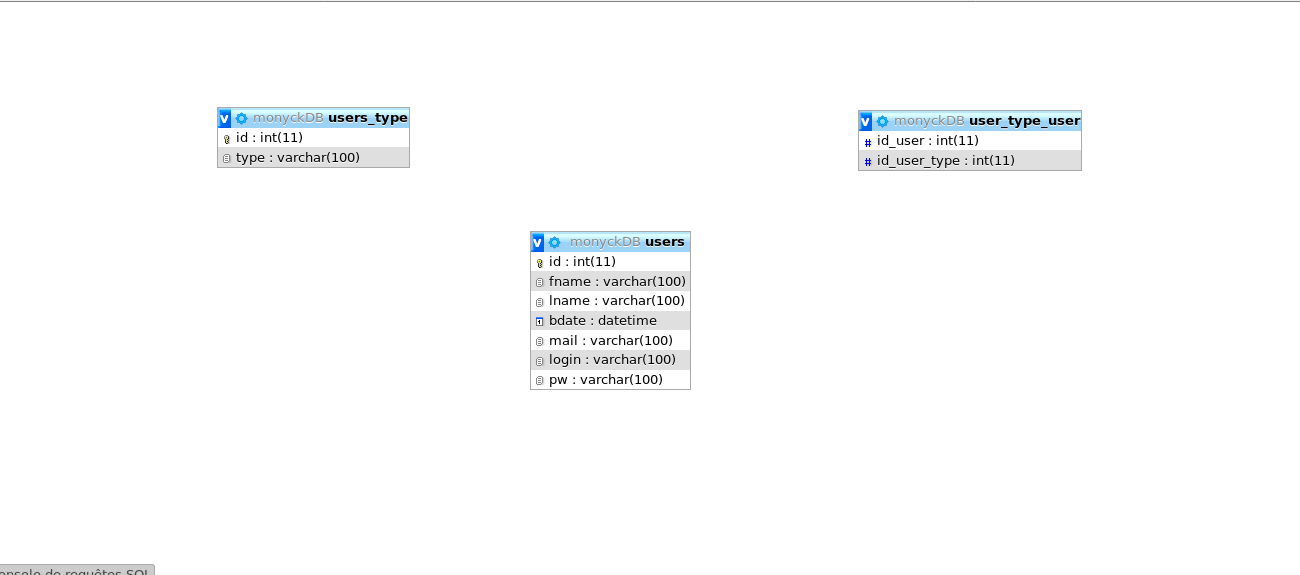 v monyckDB users_type
id : int(11)
type : varchar(100)
v monyckDB user_type_user
# id_user : int(11)
# id_user_type : int(11)
v monyckDB users
id : int(11)
fname : varchar(100)
lname : varchar(100)
bdate : datetime
mail : varchar(100)
login : varchar(100)
pw : varchar(100)
onsole de requêtes SQL